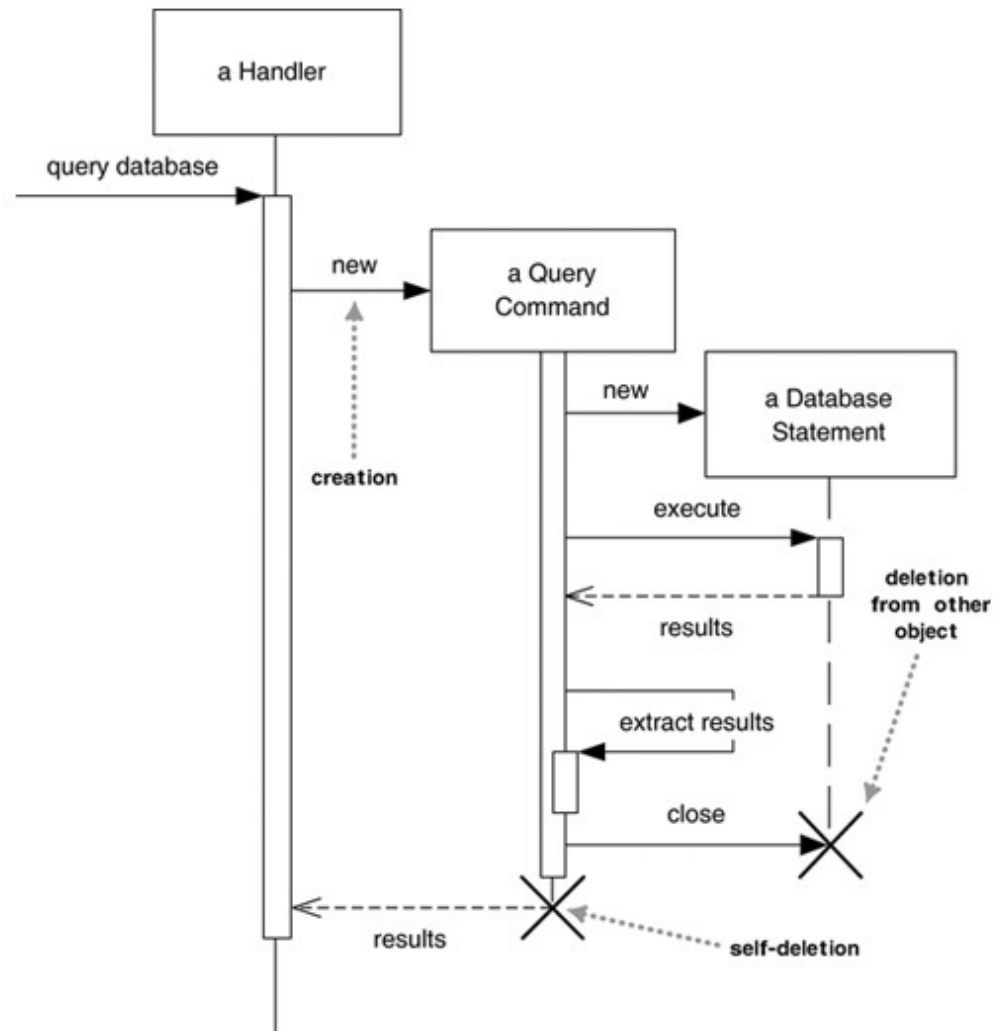 a Handler
query database
new
a Query
Command
new
a Database
Statement
creation
execute
deletion
from other
object
results
extract results
close
results
self-deletion